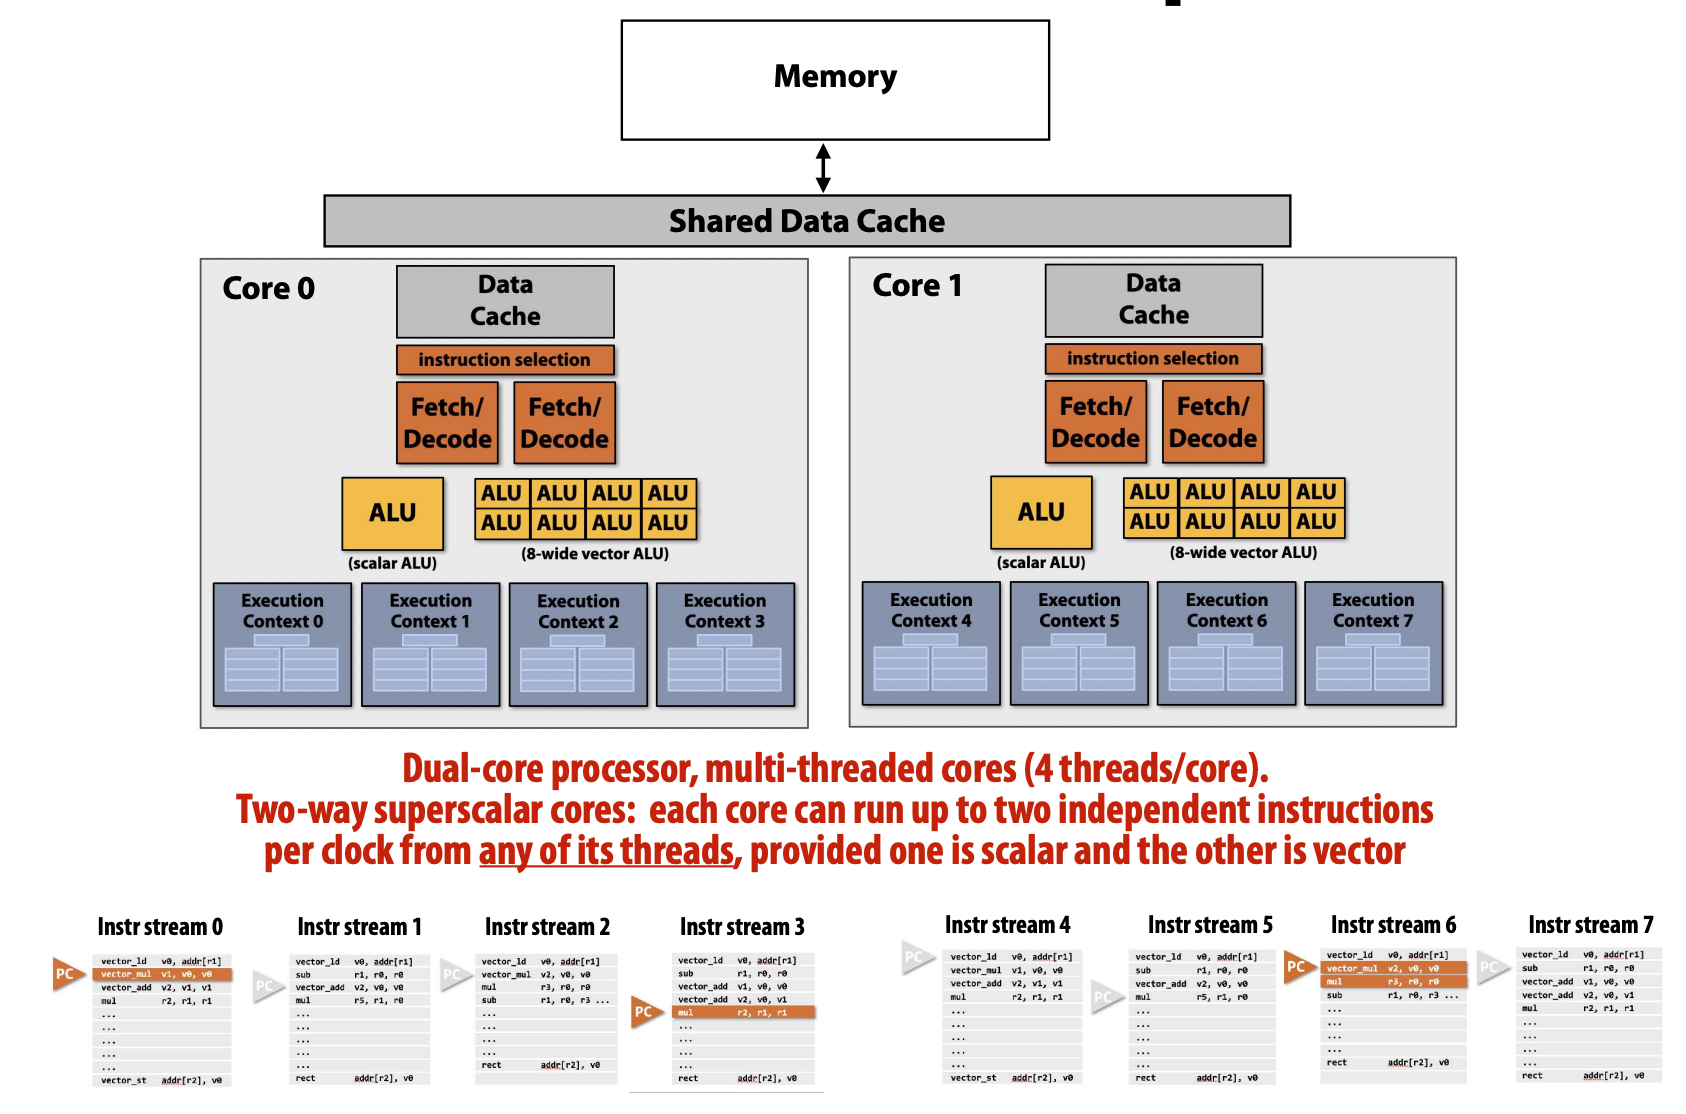 Memory
Shared Data Cache
Core 0
Data
Cache
instruction selection
Fetch/
Decode
Fetch/
Decode
ALU
(scalar ALU)
ALU ALU ALU ALU
ALU ALU ALU ALU
(8-wide vector ALU)
Execution
Context 0
Execution
Context 1
Execution
Context 2
Execution
Context 3
Core 1
Data
Cache
instruction selection
Fetch/
Decode
Fetch/
Decode
ALU
(scalar ALU)
ALU ALU ALU ALU
ALU ALU ALU ALU
(8-wide vector ALU)
Execution
Context 4
Execution
Context 5
Execution
Context 6
Execution
Context 7
Dual-core processor, multi-threaded cores (4 threads/core).
Two-way superscalar cores: each core can run up to two independent instructions
per clock from any of its threads, provided one is scalar and the other is vector
Instr stream 0
PC
vector_ld v0, addr[r1]
vector_mul v1, v0, v0
vector_add v2, v1, v1
mul r2, r1, r1
...
...
...
...
...
vector_st addr[r2], v0
Instr stream 1
PC
vector_ld v0, addr[r1]
sub r1, r0, r0
vector_add v2, v0, v0
mul r5, r1, r0
...
...
...
...
...
rect addr[r2], v0
Instr stream 2
PC
vector_ld v0, addr[r1]
vector_mul v2, v0, v0
mul r3, r0, r0
sub r1, r0, r3 ...
...
...
...
...
rect addr[r2], v0
Instr stream 3
PC
vector_ld v0, addr[r1]
sub r1, r0, r0
vector_add v1, v0, v0
vector_add v2, v0, v1
mul r2, r1, r1
...
...
...
...
rect addr[r2], v0
Instr stream 4
PC
vector_ld v0, addr[r1]
vector_mul v1, v0, v0
vector_add v2, v1, v1
mul r2, r1, r1
...
...
...
...
...
vector_st addr[r2], v0
Instr stream 5
PC
vector_ld v0, addr[r1]
sub r1, r0, r0
vector_add v2, v0, v0
mul r5, r1, r0
...
...
...
...
...
rect addr[r2], v0
Instr stream 6
PC
vector_ld v0, addr[r1]
vector_mul v2, v0, v0
mul r3, r0, r0
sub r1, r0, r3 ...
...
...
...
...
rect addr[r2], v0
Instr stream 7
PC
vector_ld v0, addr[r1]
sub r1, r0, r0
vector_add v1, v0, v0
vector_add v2, v0, v1
mul r2, r1, r1
...
...
...
...
rect addr[r2], v0